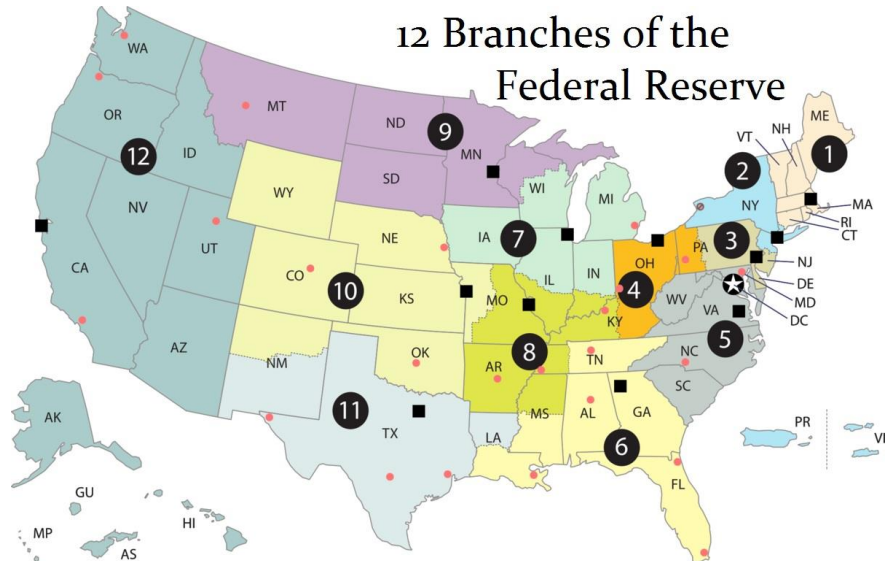 12 Branches of the
Federal Reserve
WA
MT
ND
9
MN
ME
VT
NH
1
OR
12
ID
2
SD
WI
MI
NY
MA
RI
CT
WY
NV
UT
CA
NE
IA
7
3
PA
NJ
OH
IL
IN
4
DE
MD
DC
CO
10
KS
MO
WV
VA
KY
5
AZ
NM
OK
8
TN
NC
AR
SC
11
TX
MS
AL
GA
AK
LA
6
PR
VI
FL
GU
HI
MP
AS